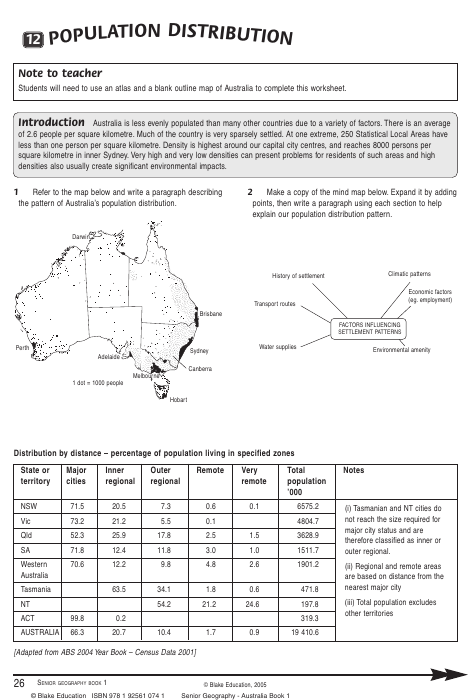 12 POPULATION DISTRIBUTION
Note to teacher
Students will need to use an atlas and a blank outline map of Australia to complete this worksheet.
Introduction Australia is less evenly populated than many other countries due to a variety of factors. There is an average
of 2.6 people per square kilometre. Much of the country is very sparsely settled. At one extreme, 250 Statistical Local Areas have
less than one person per square kilometre. Density is highest around our capital city centres, and reaches 8000 persons per
square kilometre in inner Sydney. Very high and very low densities can present problems for residents of such areas and high
densities also usually create significant environmental impacts.
1 Refer to the map below and write a paragraph describing
the pattern of Australia's population distribution.
Darwin
Brisbane
Perth
Sydney
Adelaide
Canberra
Melbourne
1 dot = 1000 people
Hobart
2 Make a copy of the mind map below. Expand it by adding
points, then write a paragraph using each section to help
explain our population distribution pattern.
History of settlement
Climatic patterns
Economic factors
(eg. employment)
Transport routes
FACTORS INFLUENCING
SETTLEMENT PATTERNS
Water supplies
Environmental amenity
Distribution by distance – percentage of population living in specified zones
State or territory Major cities Inner regional Outer regional Remote Very remote Total population '000 Notes
NSW 71.5 20.5 7.3 0.6 0.1 6575.2
Vic 73.2 21.2 5.5 0.1 4804.7
Qld 52.3 25.9 17.8 2.5 1.5 3628.9
SA 71.8 12.4 11.8 3.0 1.0 1511.7
Western Australia 70.6 12.2 9.8 4.8 2.6 1901.2
Tasmania 63.5 34.1 1.8 0.6 471.8
NT 54.2 21.2 24.6 197.8
ACT 99.8 0.2 319.3
AUSTRALIA 66.3 20.7 10.4 1.7 0.9 19 410.6
(i) Tasmanian and NT cities do
not reach the size required for
major city status and are
therefore classified as inner or
outer regional.
(ii) Regional and remote areas
are based on distance from the
nearest major city
(iii) Total population excludes
other territories
[Adapted from ABS 2004 Year Book – Census Data 2001]
26 SENIOR GEOGRAPHY BOOK 1 © Blake Education, 2005
© Blake Education ISBN 978 1 92561 074 1 Senior Geography - Australia Book 1